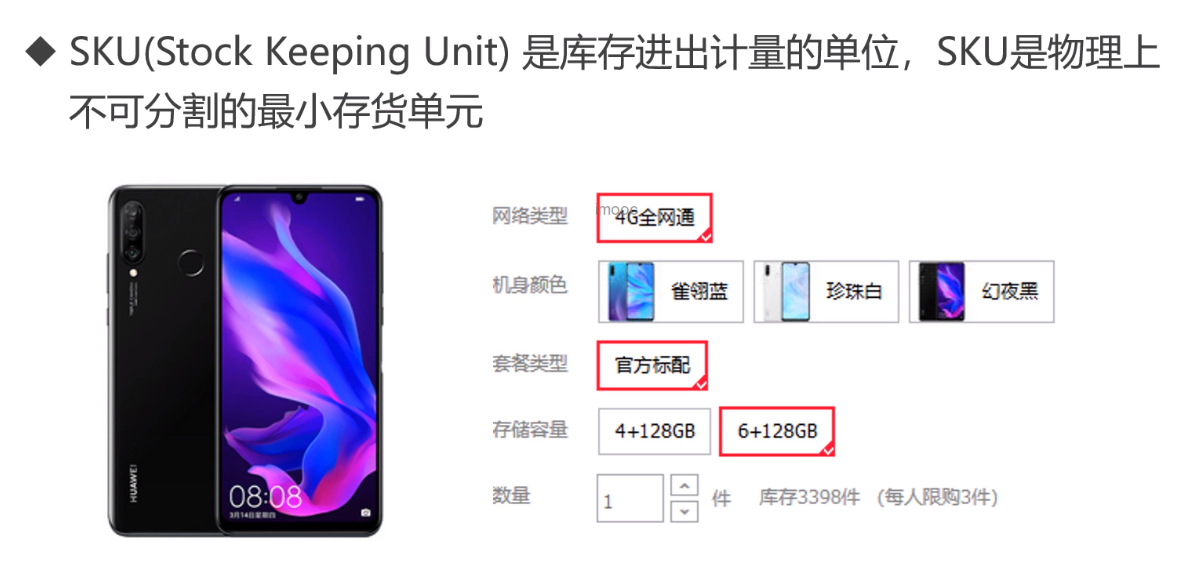 SKU(Stock Keeping Unit) 是库存进出计量的单位，SKU是物理上
不可分割的最小存货单元
网络类型 imooc 4G全网通
机身颜色 雀翎蓝 珍珠白 幻夜黑
套餐类型 官方标配
存储容量 4+128GB 6+128GB
数量 1 件 库存3398件 (每人限购3件)
HUAWEI
08:08
3月14日星期四